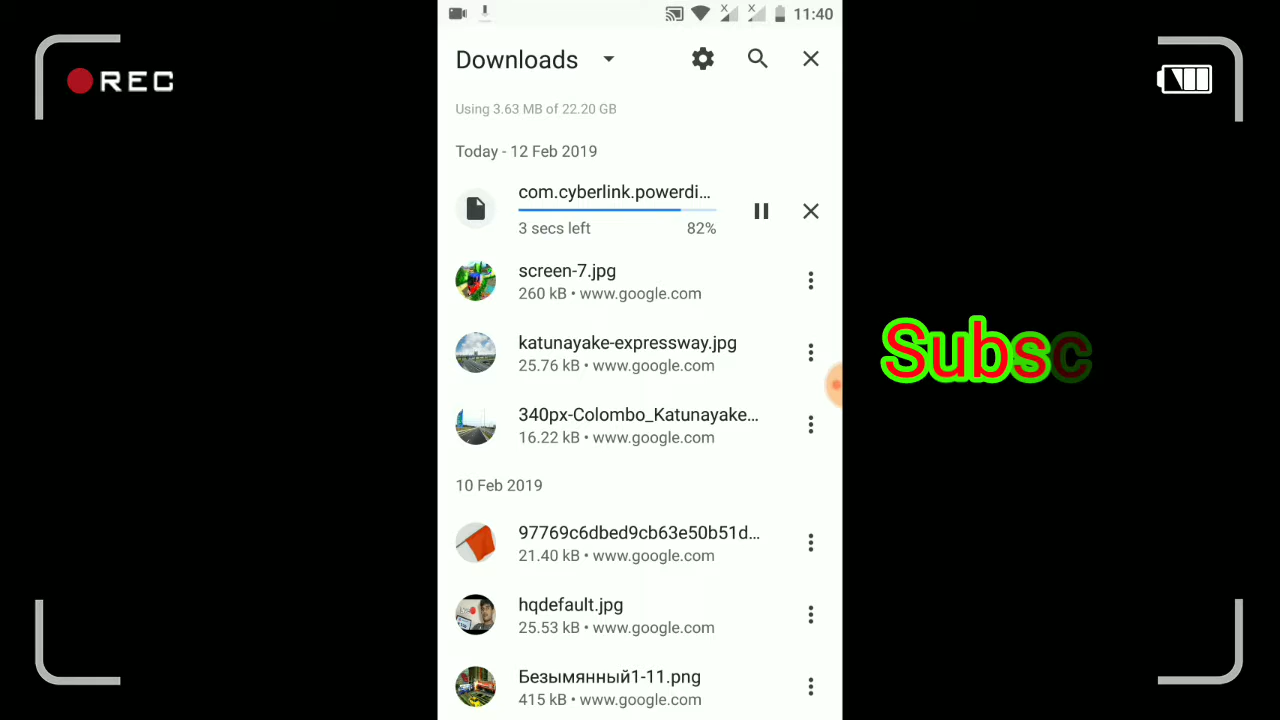 REC
11:40
Downloads
Using 3.63 MB of 22.20 GB
Today - 12 Feb 2019
com.cyberlink.powerdi...
3 secs left 82%
screen-7.jpg
260 kB • www.google.com
katunayake-expressway.jpg
25.76 kB • www.google.com
Subsc
340px-Colombo_Katunayake...
16.22 kB • www.google.com
10 Feb 2019
97769c6dbed9cb63e50b51d...
21.40 kB • www.google.com
hqdefault.jpg
25.53 kB • www.google.com
Безымянный1-11.png
415 kB • www.google.com